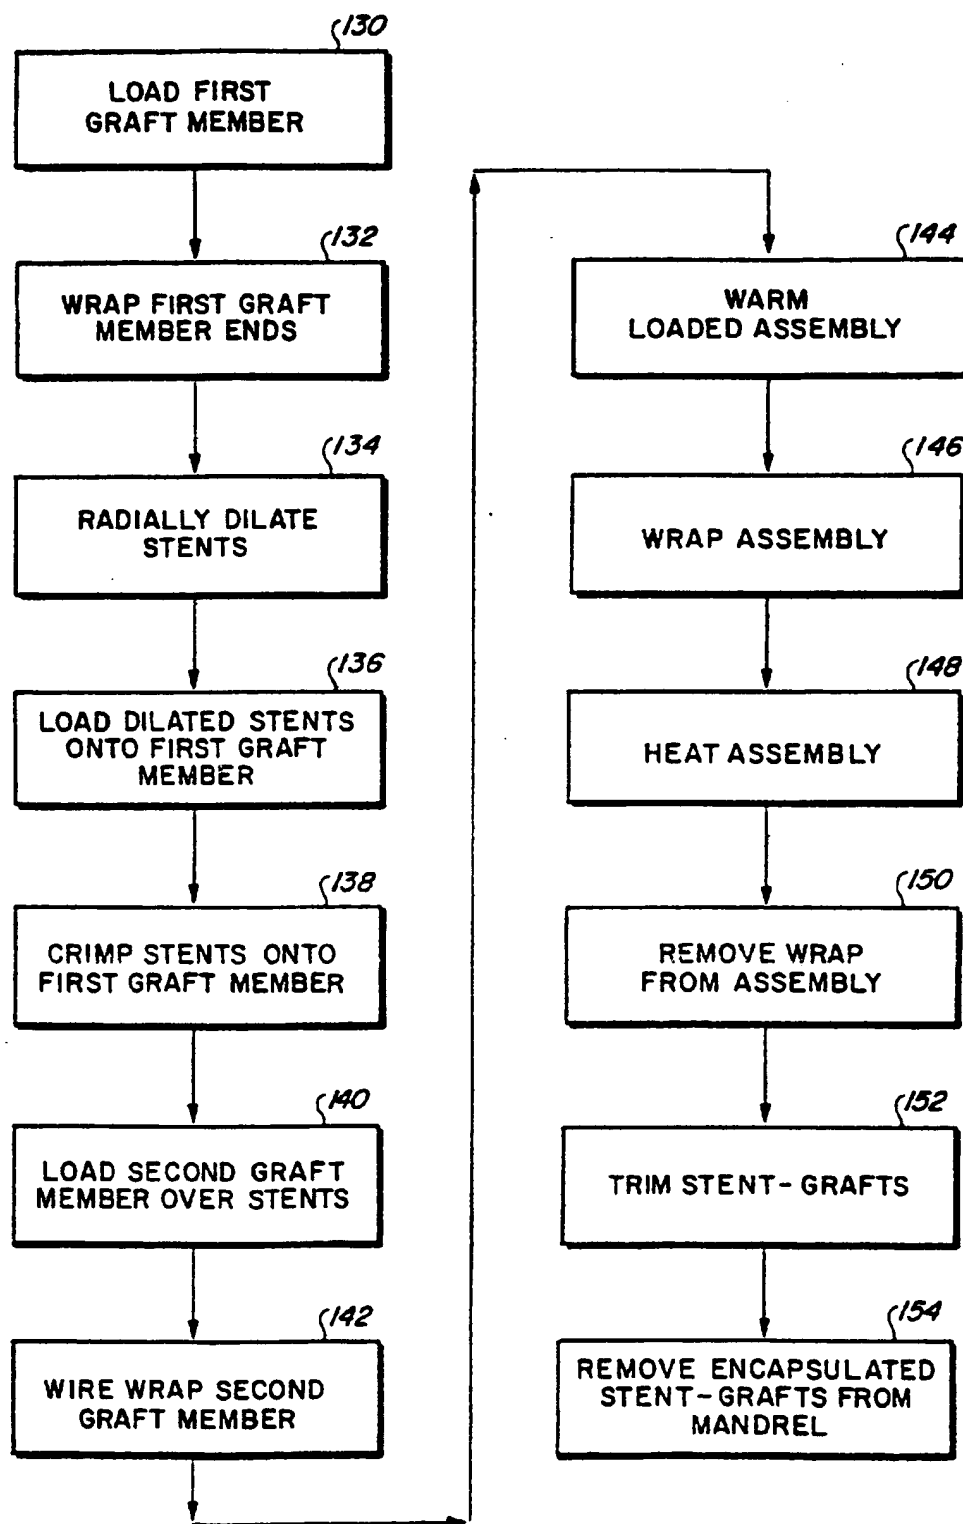 130
LOAD FIRST
GRAFT MEMBER
132
WRAP FIRST GRAFT
MEMBER ENDS
134
RADIALLY DILATE
STENTS
136
LOAD DILATED STENTS
ONTO FIRST GRAFT
MEMBER
138
CRIMP STENTS ONTO
FIRST GRAFT MEMBER
140
LOAD SECOND GRAFT
MEMBER OVER STENTS
142
WIRE WRAP SECOND
GRAFT MEMBER
144
WARM
LOADED ASSEMBLY
146
WRAP ASSEMBLY
148
HEAT ASSEMBLY
150
REMOVE WRAP
FROM ASSEMBLY
152
TRIM STENT-GRAFTS
154
REMOVE ENCAPSULATED
STENT-GRAFTS FROM
MANDREL